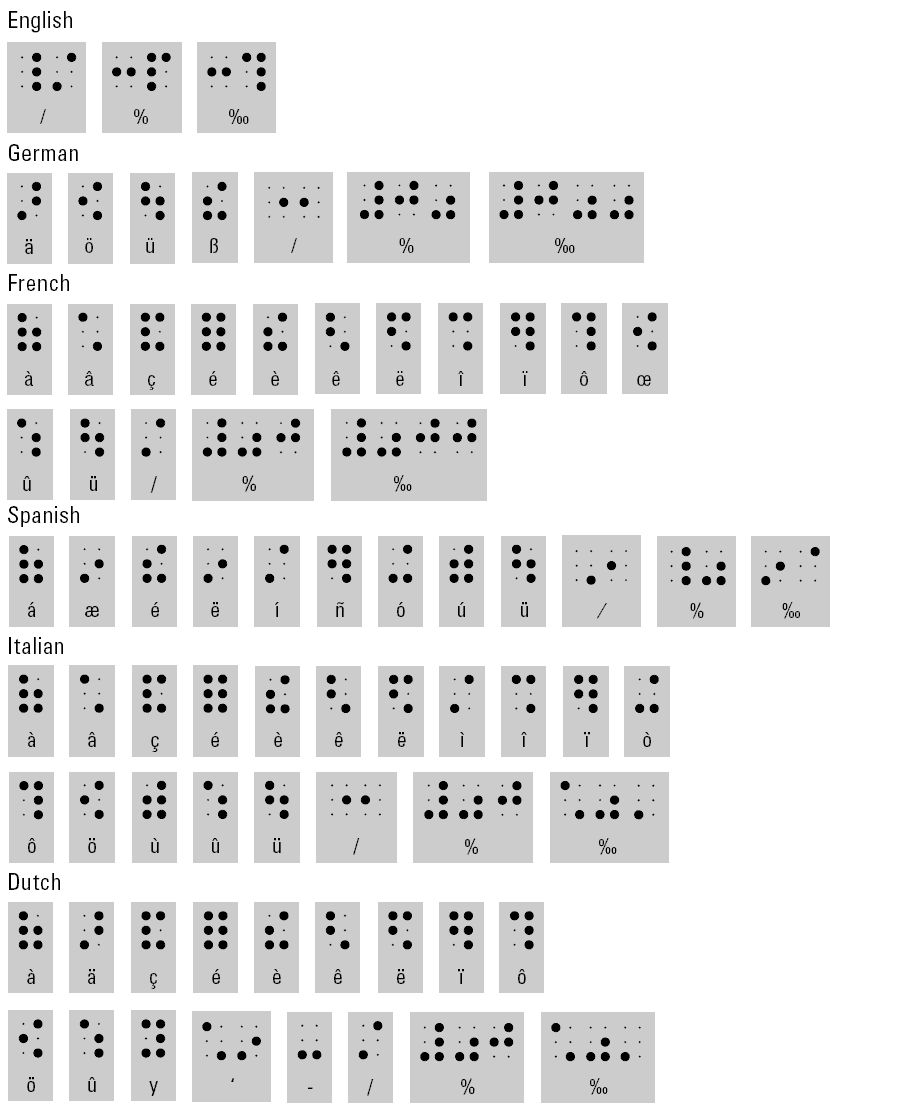 English
/ % ‰
German
ä ö ü ß / % ‰
French
à â ç é è ê ë î ï ô œ
û ü / % ‰
Spanish
á æ é ë í ñ ó ú ü / % ‰
Italian
à â ç é è ê ë ì î ï ò
ô ö ù û ü / % ‰
Dutch
à ä ç é è ê ë ï ô
ö û y ‘ - / % ‰